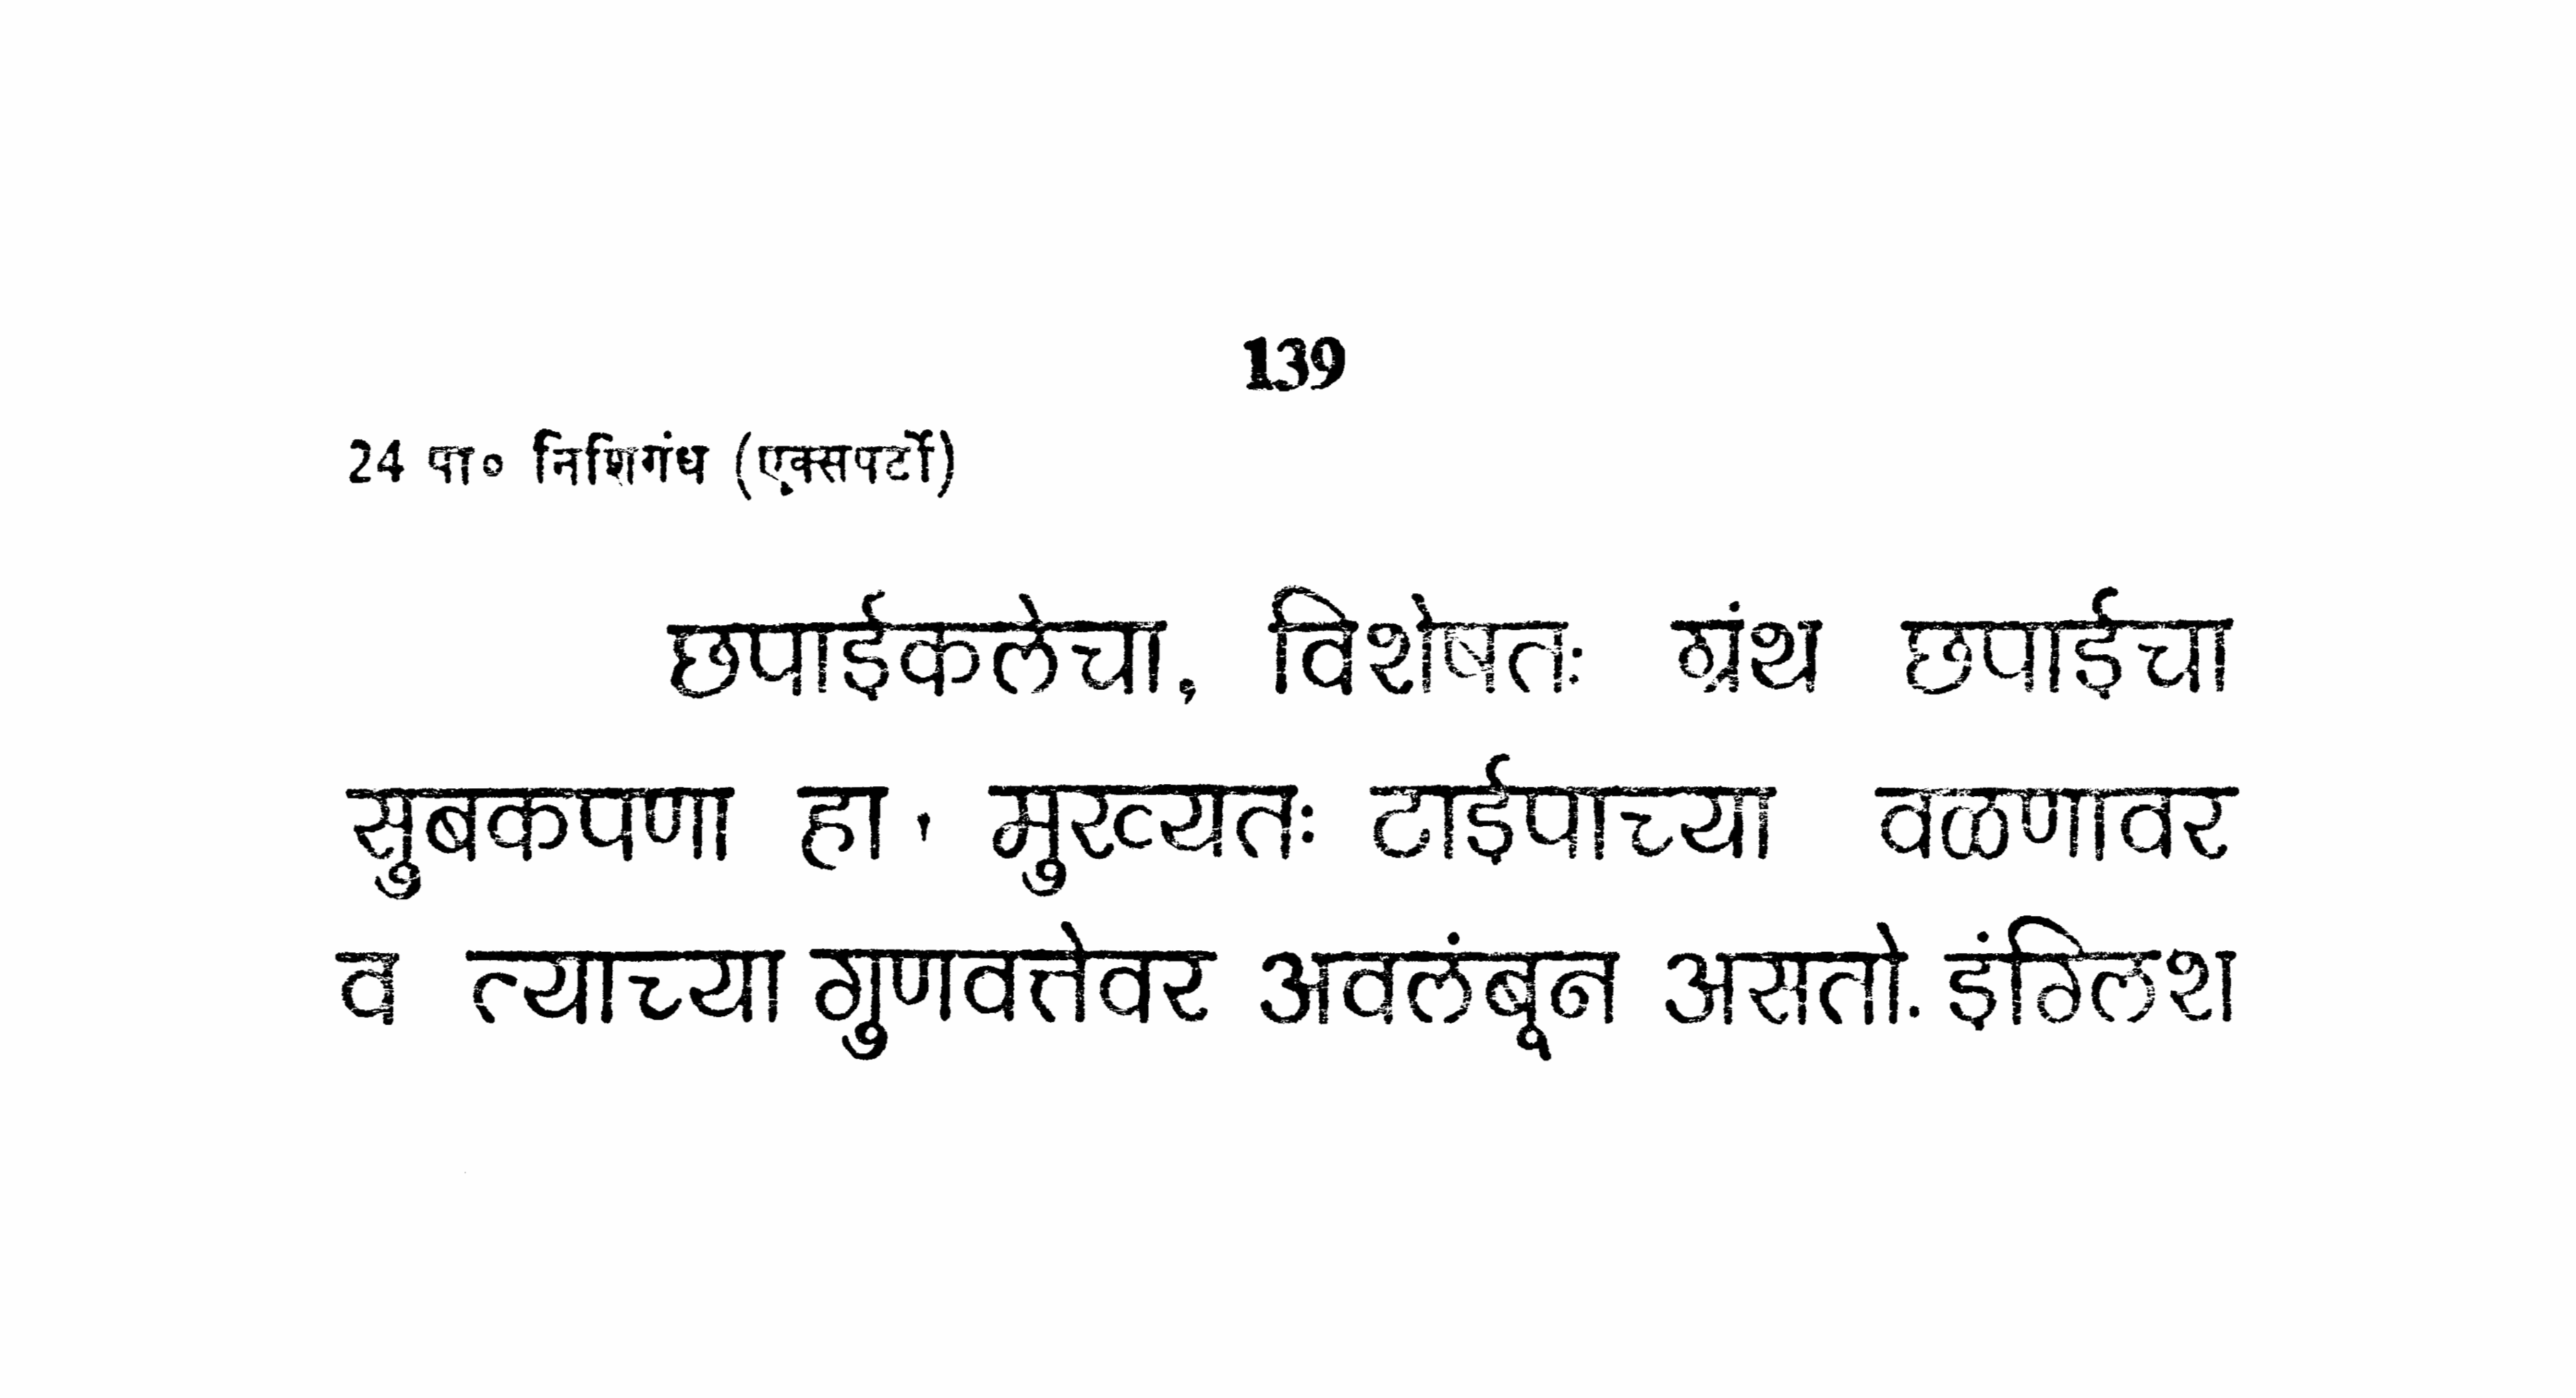 139
24 पा० निशिगंध (एक्सपर्टो)
छपाईकलेचा, विशेषतः ग्रंथ छपाईचा
सुबकपणा हा ' मुख्यतः टाईपाच्या वळणावर
व त्याच्या गुणवत्तेवर अवलंबून असतो. इंग्लिश